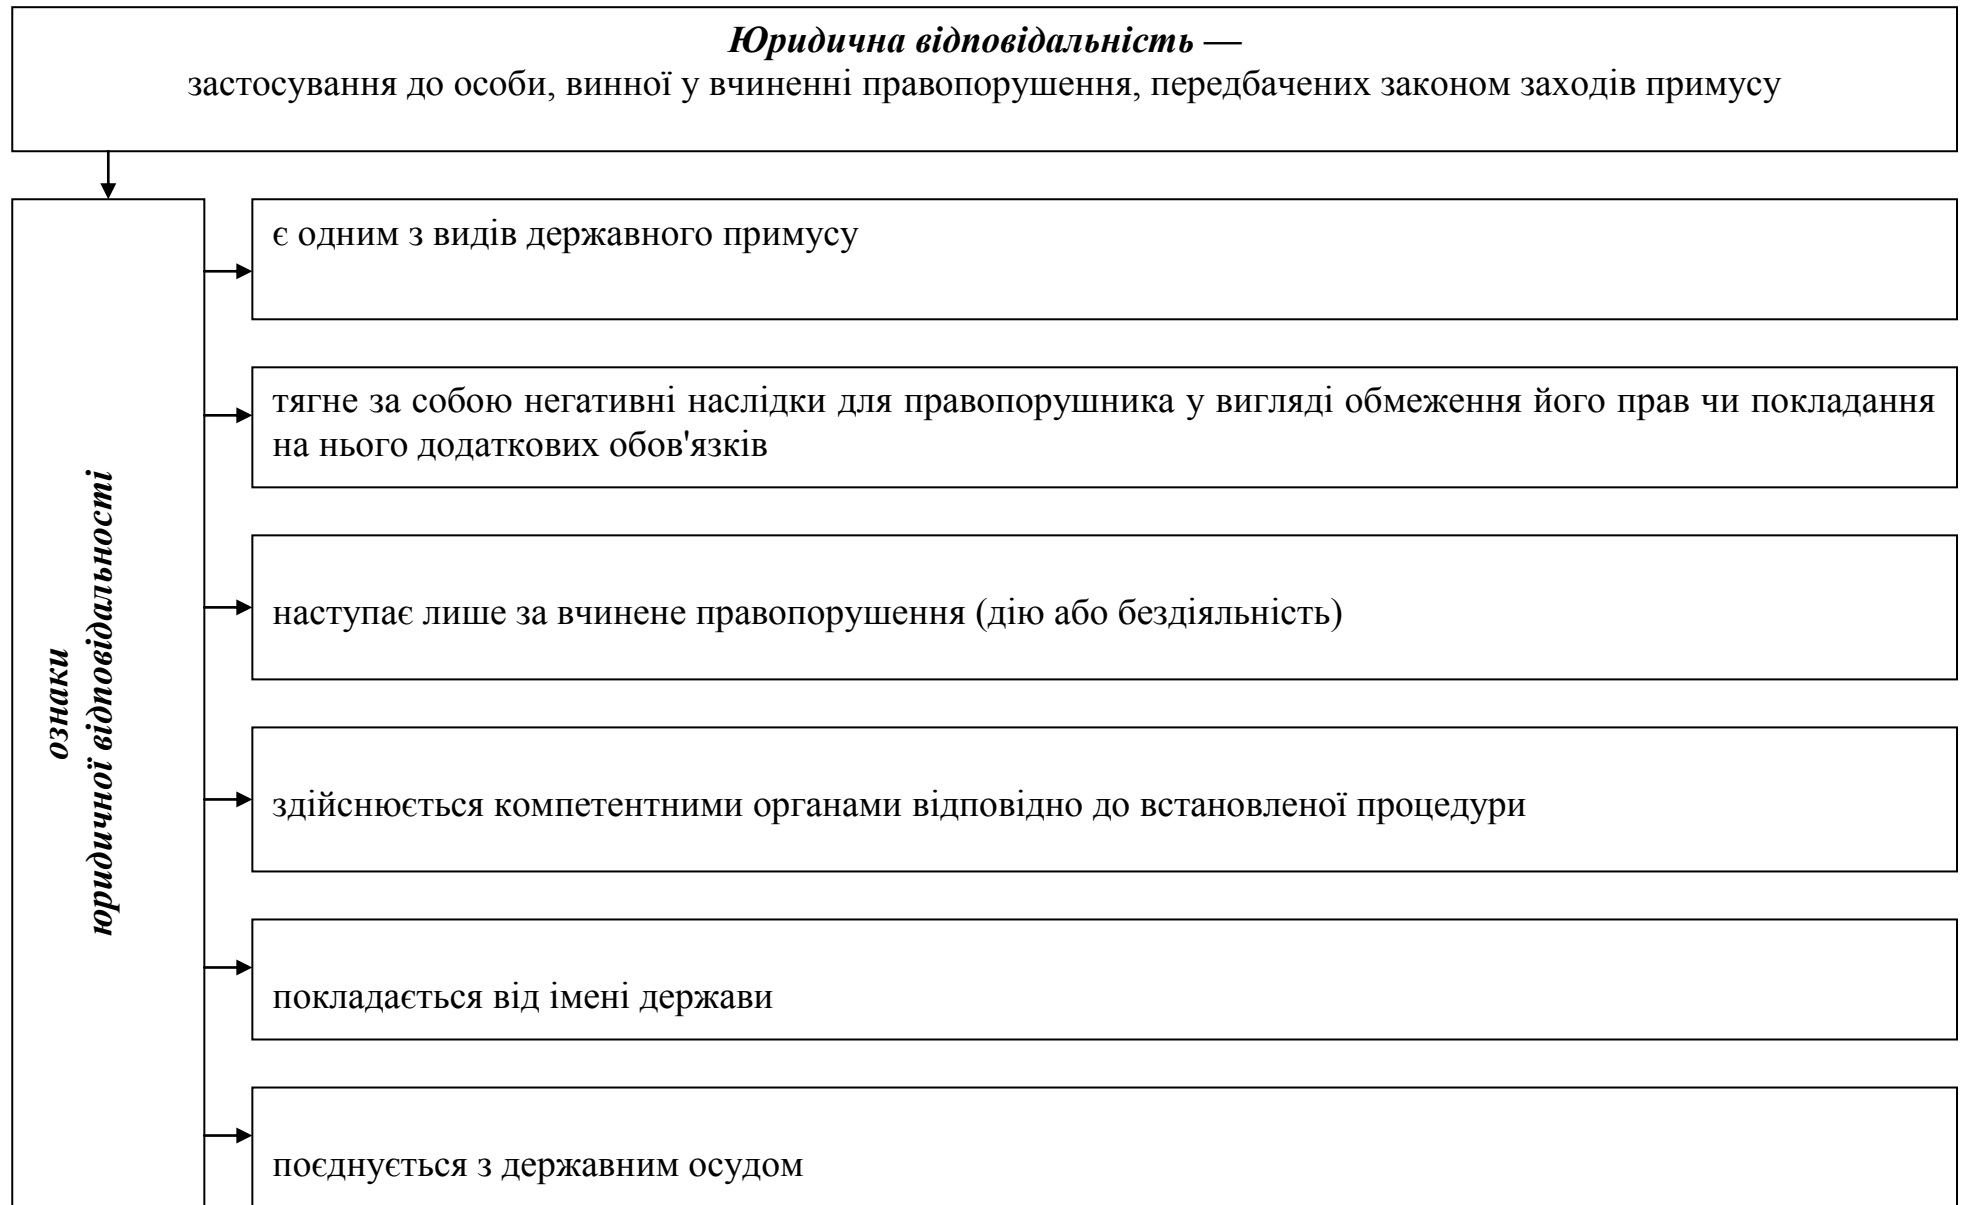 Юридична відповідальність —
застосування до особи, винної у вчиненні правопорушення, передбачених законом заходів примусу
ознаки
юридичної відповідальності
є одним з видів державного примусу
тягне за собою негативні наслідки для правопорушника у вигляді обмеження його прав чи покладання
на нього додаткових обов'язків
наступає лише за вчинене правопорушення (дію або бездіяльність)
здійснюється компетентними органами відповідно до встановленої процедури
покладається від імені держави
поєднується з державним осудом